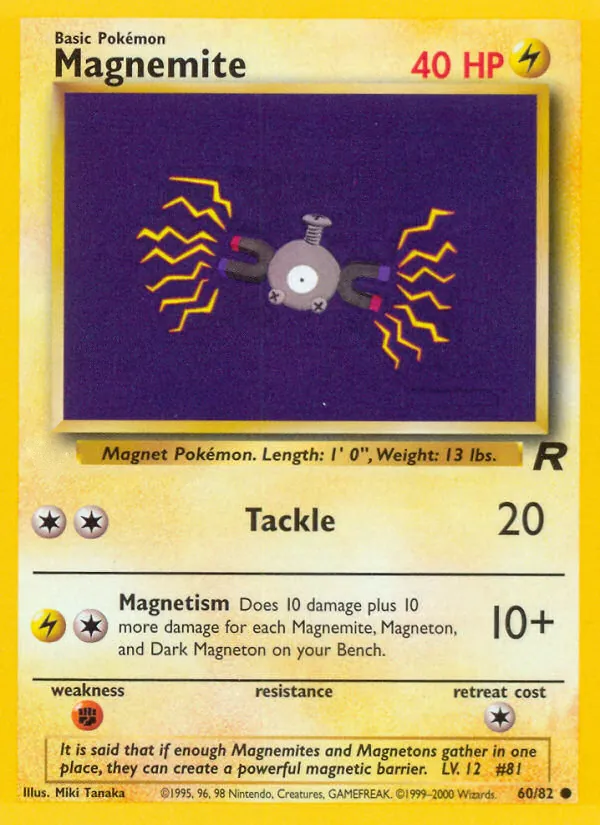 Basic Pokémon
Magnemite 40 HP
Magnet Pokémon. Length: 1' 0", Weight: 13 lbs.
R
Tackle 20
Magnetism Does 10 damage plus 10
more damage for each Magnemite, Magneton,
and Dark Magneton on your Bench.
10+
weakness resistance retreat cost
It is said that if enough Magnemites and Magnetons gather in one
place, they can create a powerful magnetic barrier. LV. 12 #81
Illus. Miki Tanaka ©1995, 96, 98 Nintendo, Creatures, GAMEFREAK. ©1999-2000 Wizards. 60/82